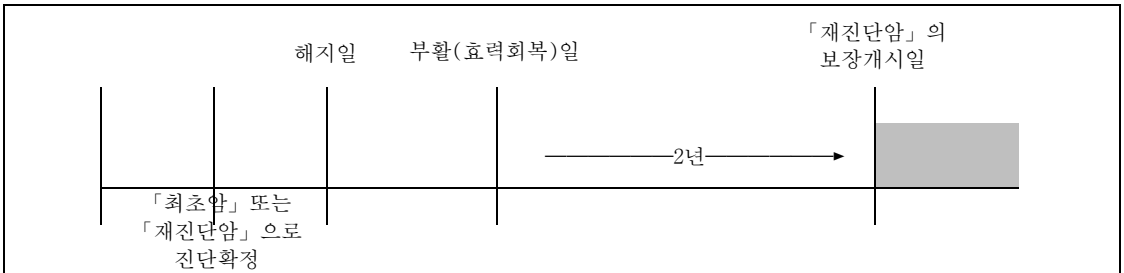 「재진단암」의
해지일
부활(효력회복)일
보장개시일
2년
「최초암」또는
「재진단암」으로
진단확정